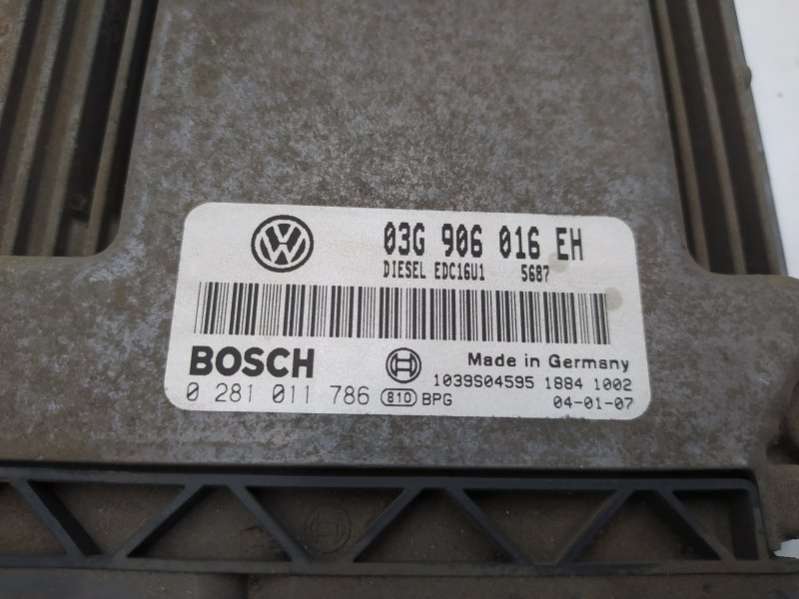 03G 906 016 EH
DIESEL EDC16U1 5687
BOSCH
Made in Germany
0 281 011 786 810 BPG
1039S04595 1884 1002
04-01-07